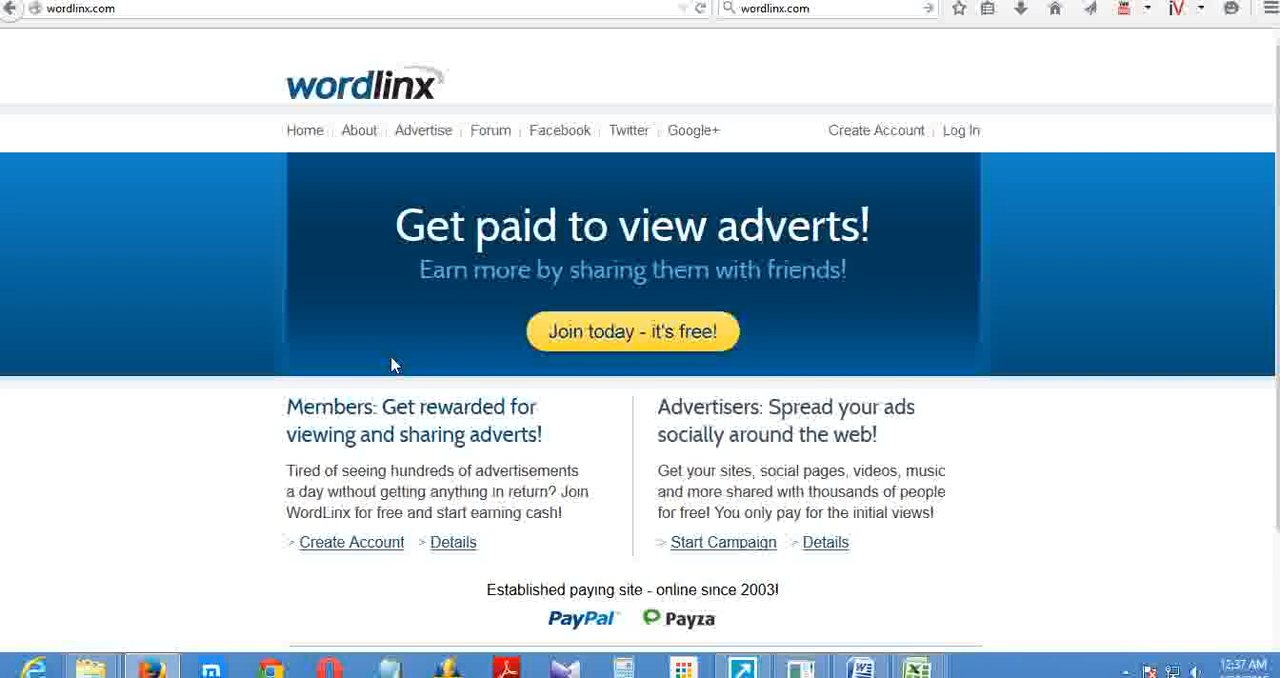 wordlinx.com
wordlinx.com
wordlinx
Home About Advertise Forum Facebook Twitter Google+ Create Account Log In
Get paid to view adverts!
Earn more by sharing them with friends!
Join today - it's free!
Members: Get rewarded for
viewing and sharing adverts!
Tired of seeing hundreds of advertisements
a day without getting anything in return? Join
WordLinx for free and start earning cash!
Create Account Details
Advertisers: Spread your ads
socially around the web!
Get your sites, social pages, videos, music
and more shared with thousands of people
for free! You only pay for the initial views!
Start Campaign Details
Established paying site - online since 2003!
PayPal Payza
12:37 AM